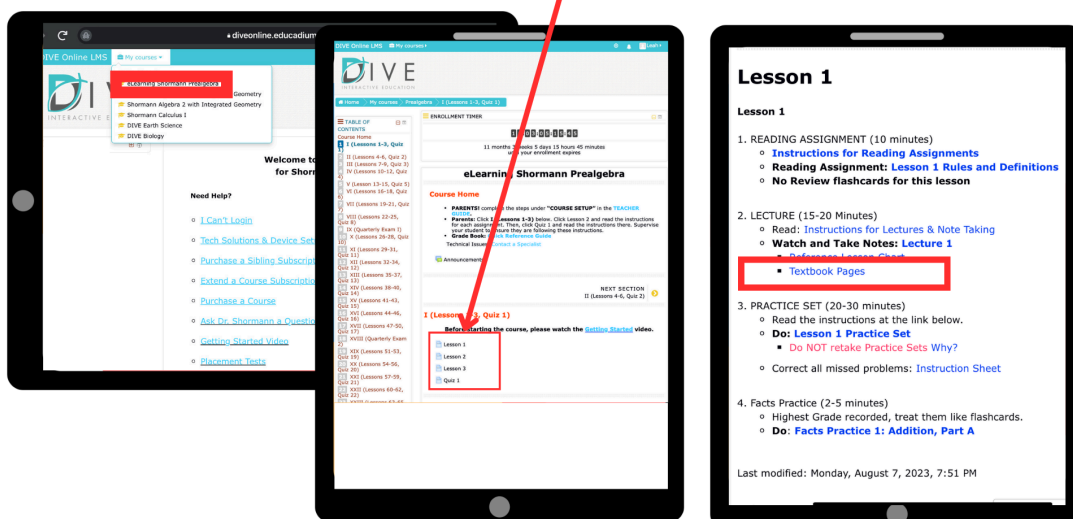 diveonline.educadium
IVE Online LMS
My courses
eLearning Shormann Prealgebra
Geometry
Shormann Algebra 2 with Integrated Geometry
Shormann Calculus I
DIVE Earth Science
DIVE Biology
INTERACTIVE E
Welcome to
for Shorr
Need Help?
I Can't Login
Tech Solutions & Device Set
Purchase a Sibling Subscript
Extend a Course Subscriptio
Purchase a Course
Ask Dr. Shormann a Questio
Getting Started Video
Placement Tests
DIVE Online LMS
My courses
Leah
DIVE
INTERACTIVE EDUCATION
Home
My courses
Prealgebra
I (Lessons 1-3, Quiz 1)
TABLE OF
CONTENTS
Course Home
I (Lessons 1-3, Quiz
1)
II (Lessons 4-6, Quiz 2)
III (Lessons 7-9, Quiz 3)
IV (Lessons 10-12, Quiz
4)
V (Lesson 13-15, Quiz 5)
VI (Lessons 16-18, Quiz
6)
VII (Lessons 19-21, Quiz
7)
VIII (Lessons 22-25,
Quiz 8)
IX (Quarterly Exam I)
X (Lessons 26-28, Quiz
10)
XI (Lessons 29-31,
Quiz 11)
XII (Lessons 32-34,
Quiz 12)
XIII (Lessons 35-37,
Quiz 13)
XIV (Lessons 38-40,
Quiz 14)
XV (Lessons 41-43,
Quiz 15)
XVI (Lessons 44-46,
Quiz 16)
XVII (Lessons 47-50,
Quiz 17)
XVIII (Quarterly Exam
2)
XIX (Lessons 51-53,
Quiz 19)
XX (Lessons 54-56,
Quiz 20)
XXI (Lessons 57-59,
Quiz 21)
XXII (Lessons 60-62,
Quiz 22)
ENROLLMENT TIMER
11 months 3 weeks 5 days 15 hours 45 minutes
until your enrollment expires
eLearning Shormann Prealgebra
Course Home
PARENTS! complete the steps under "COURSE SETUP" in the TEACHER
GUIDE.
Parents: Click I (Lessons 1-3) below. Click Lesson 2 and read the instructions
for each assignment. Then, click Quiz 1 and read the instructions there. Supervise
your student to ensure they are following these instructions.
Grade Book: Click Reference Guide
Technical Issues Contact a Specialist
Announcements
NEXT SECTION
II (Lessons 4-6, Quiz 2)
I (Lessons 1-3, Quiz 1)
Before starting the course, please watch the Getting Started video.
Lesson 1
Lesson 2
Lesson 3
Quiz 1
Lesson 1
Lesson 1
1. READING ASSIGNMENT (10 minutes)
Instructions for Reading Assignments
Reading Assignment: Lesson 1 Rules and Definitions
No Review flashcards for this lesson
2. LECTURE (15-20 Minutes)
Read: Instructions for Lectures & Note Taking
Watch and Take Notes: Lecture 1
Reference Lesson Chart
Textbook Pages
3. PRACTICE SET (20-30 minutes)
Read the instructions at the link below.
Do: Lesson 1 Practice Set
Do NOT retake Practice Sets Why?
Correct all missed problems: Instruction Sheet
4. Facts Practice (2-5 minutes)
Highest Grade recorded, treat them like flashcards.
Do: Facts Practice 1: Addition, Part A
Last modified: Monday, August 7, 2023, 7:51 PM